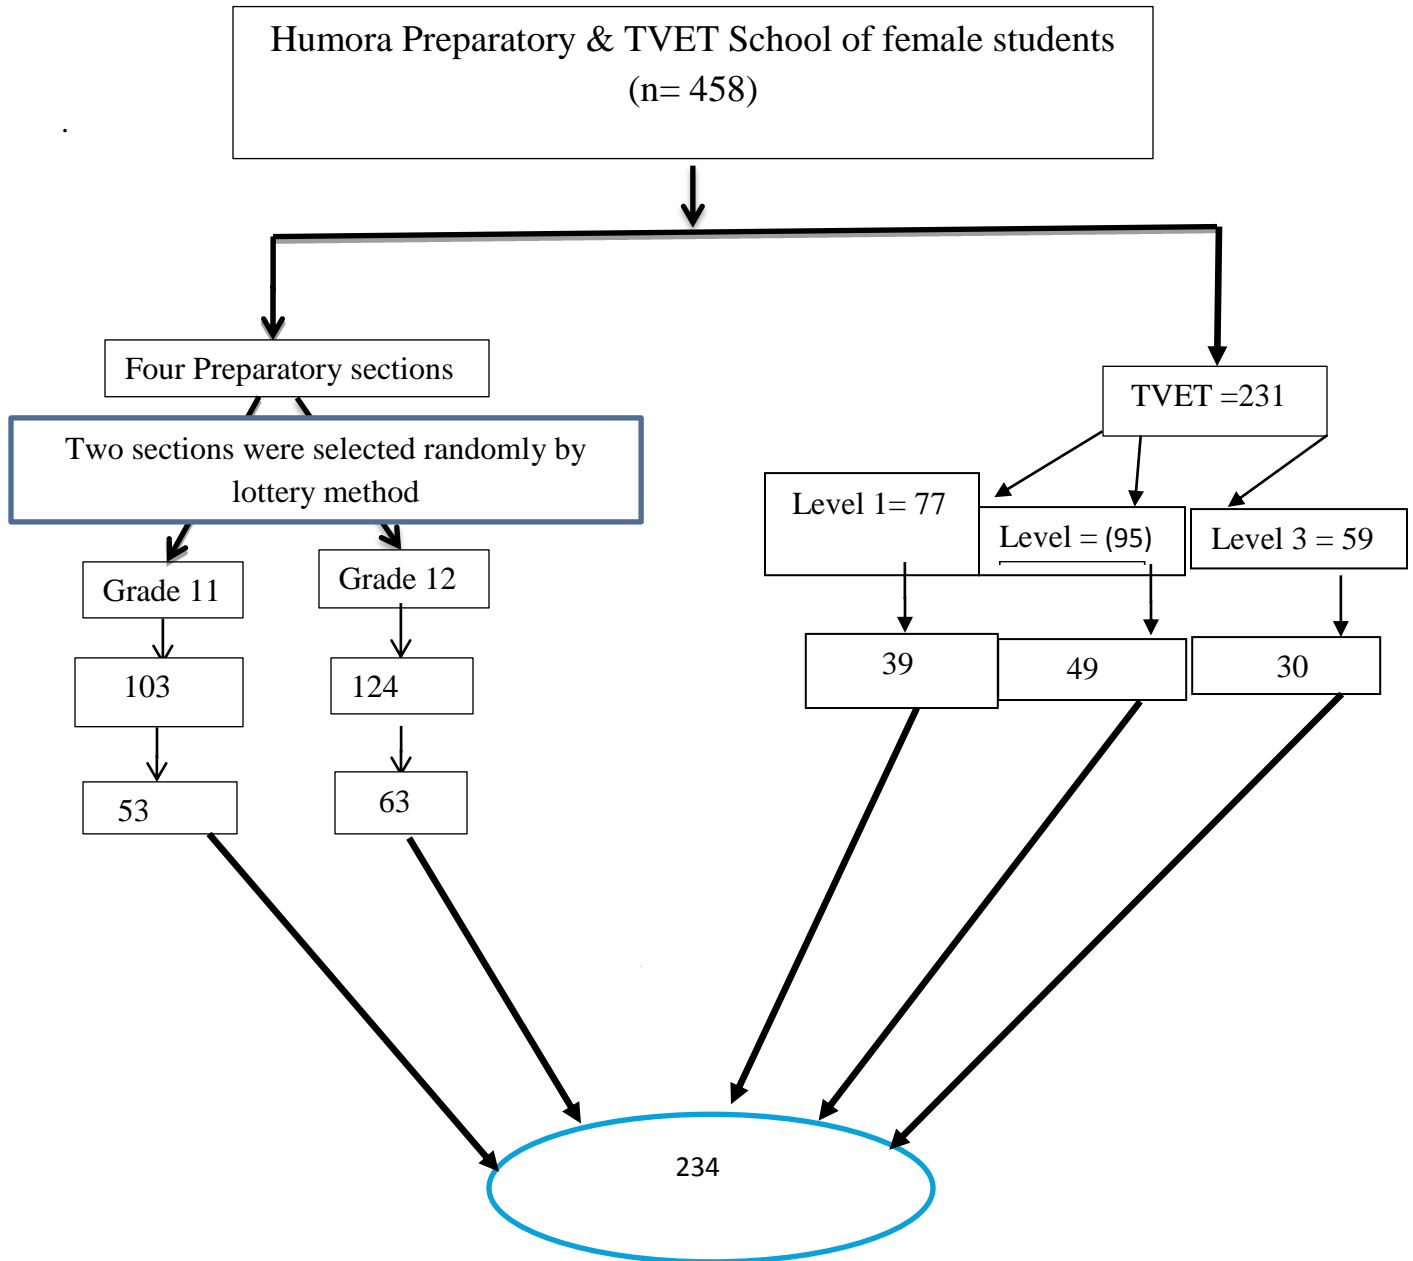 Humora Preparatory & TVET School of female students
(n= 458)
.
Four Preparatory sections
TVET =231
Two sections were selected randomly by
lottery method
Level 1= 77
Level = (95)
Level 3 = 59
Grade 11
Grade 12
39
49
30
103
124
53
63
234